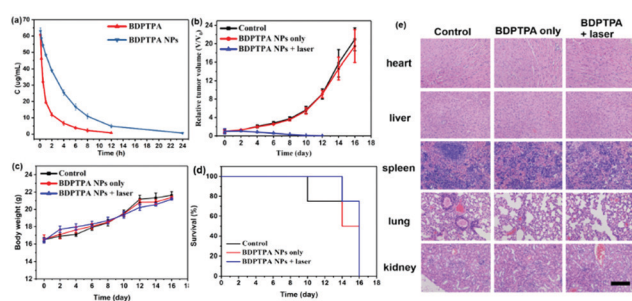 (a)
BDPTPA
BDPTPA NPs
C (ug/mL)
70
60
50
40
30
20
10
0
0 2 4 6 8 10 12 14 16 18 20 22 24
Time (h)
(b)
Control
BDPTPA NPs only
BDPTPA NPs + laser
Relative tumor volume (V/V0)
25
20
15
10
5
0
0 2 4 6 8 10 12 14 16 18
Time (day)
(c)
Control
BDPTPA NPs only
BDPTPA NPs + laser
Body weight (g)
22
20
18
16
14
0 2 4 6 8 10 12 14 16
Time (day)
(d)
Survival (%)
100
80
60
40
20
0
Control
BDPTPA NPs only
BDPTPA NPs + laser
0 2 4 6 8 10 12 14 16 18
Time (day)
(e)
Control
BDPTPA only
BDPTPA
+ laser
heart
liver
spleen
lung
kidney